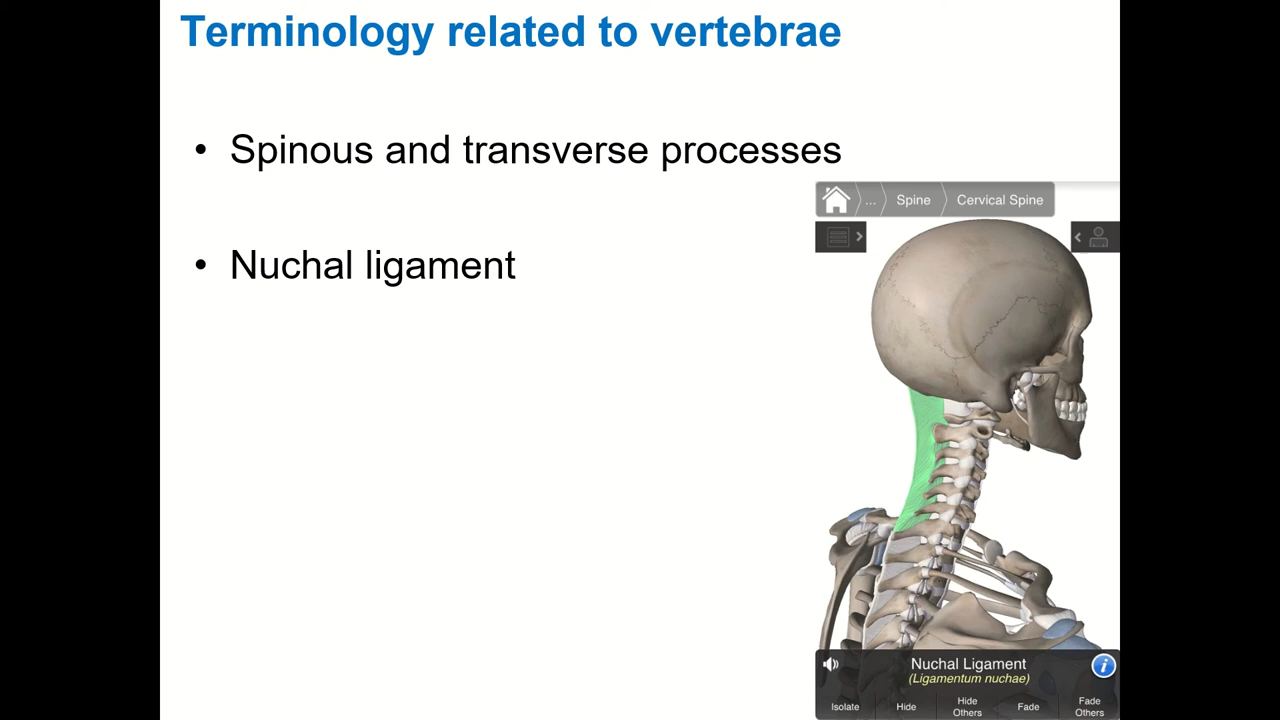 Terminology related to vertebrae
• Spinous and transverse processes
... Spine Cervical Spine
• Nuchal ligament
Nuchal Ligament
(Ligamentum nuchae)
Isolate Hide Hide Others Fade Fade Others